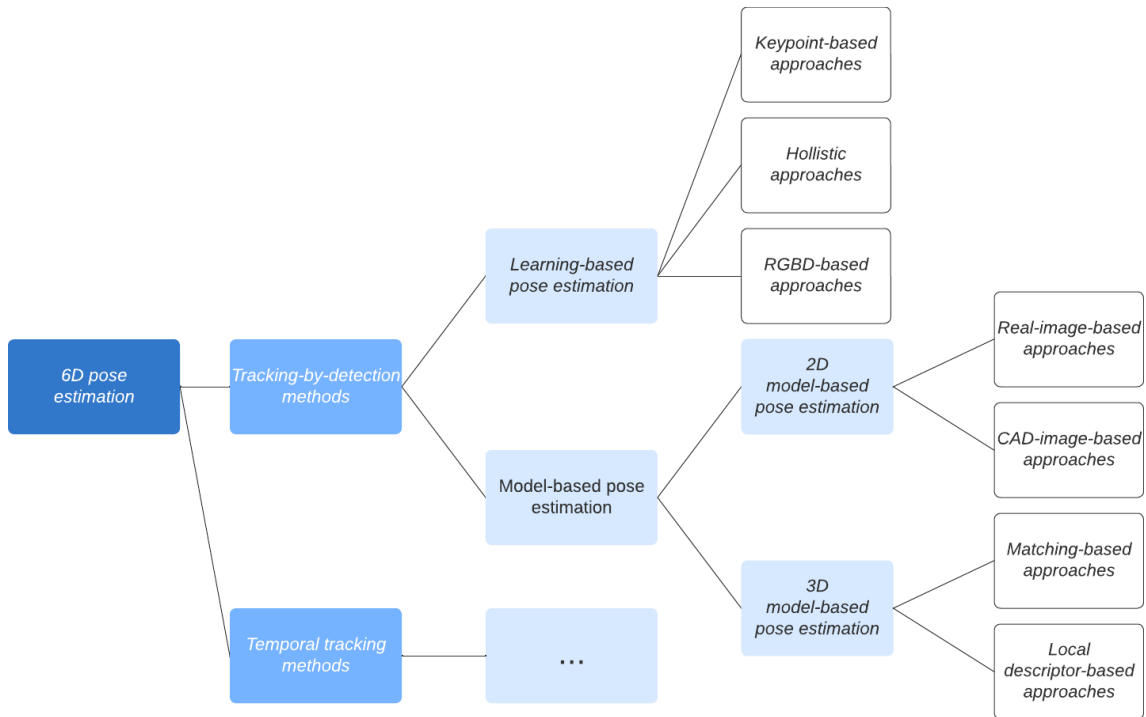 Keypoint-based
approaches
Hollistic
approaches
Learning-based
pose estimation
RGBD-based
approaches
Real-image-based
approaches
6D pose
estimation
Tracking-by-detection
methods
2D
model-based
pose estimation
CAD-image-based
approaches
Model-based pose
estimation
Matching-based
approaches
3D
model-based
pose estimation
Temporal tracking
methods
...
Local
descriptor-based
approaches